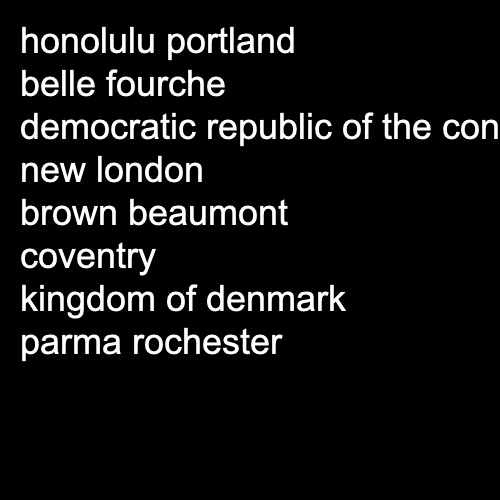 honolulu portland
belle fourche
democratic republic of the con
new london
brown beaumont
coventry
kingdom of denmark
parma rochester